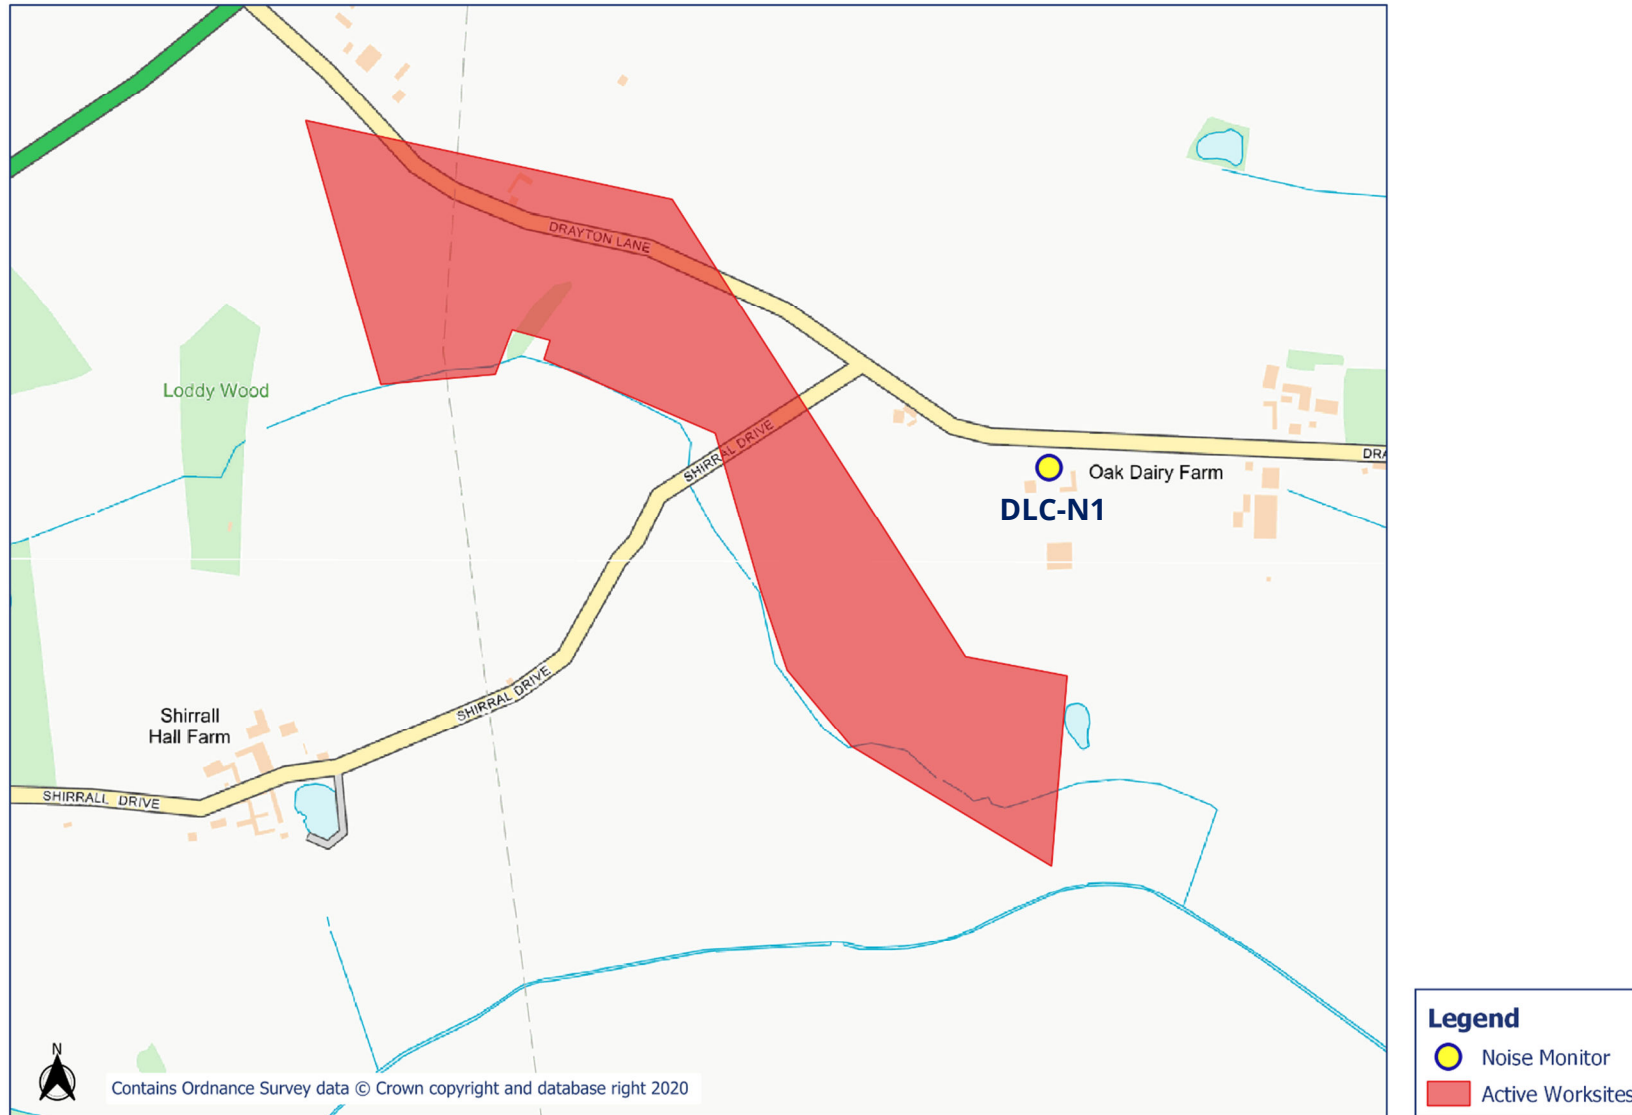 DRAYTON LANE
Loddy Wood
SHIRRAL DRIVE
DRA
Oak Dairy Farm
DLC-N1
SHIRRAL DRIVE
Shirrall
Hall Farm
SHIRRALL DRIVE
N
Contains Ordnance Survey data © Crown copyright and database right 2020
Legend
Noise Monitor
Active Worksites